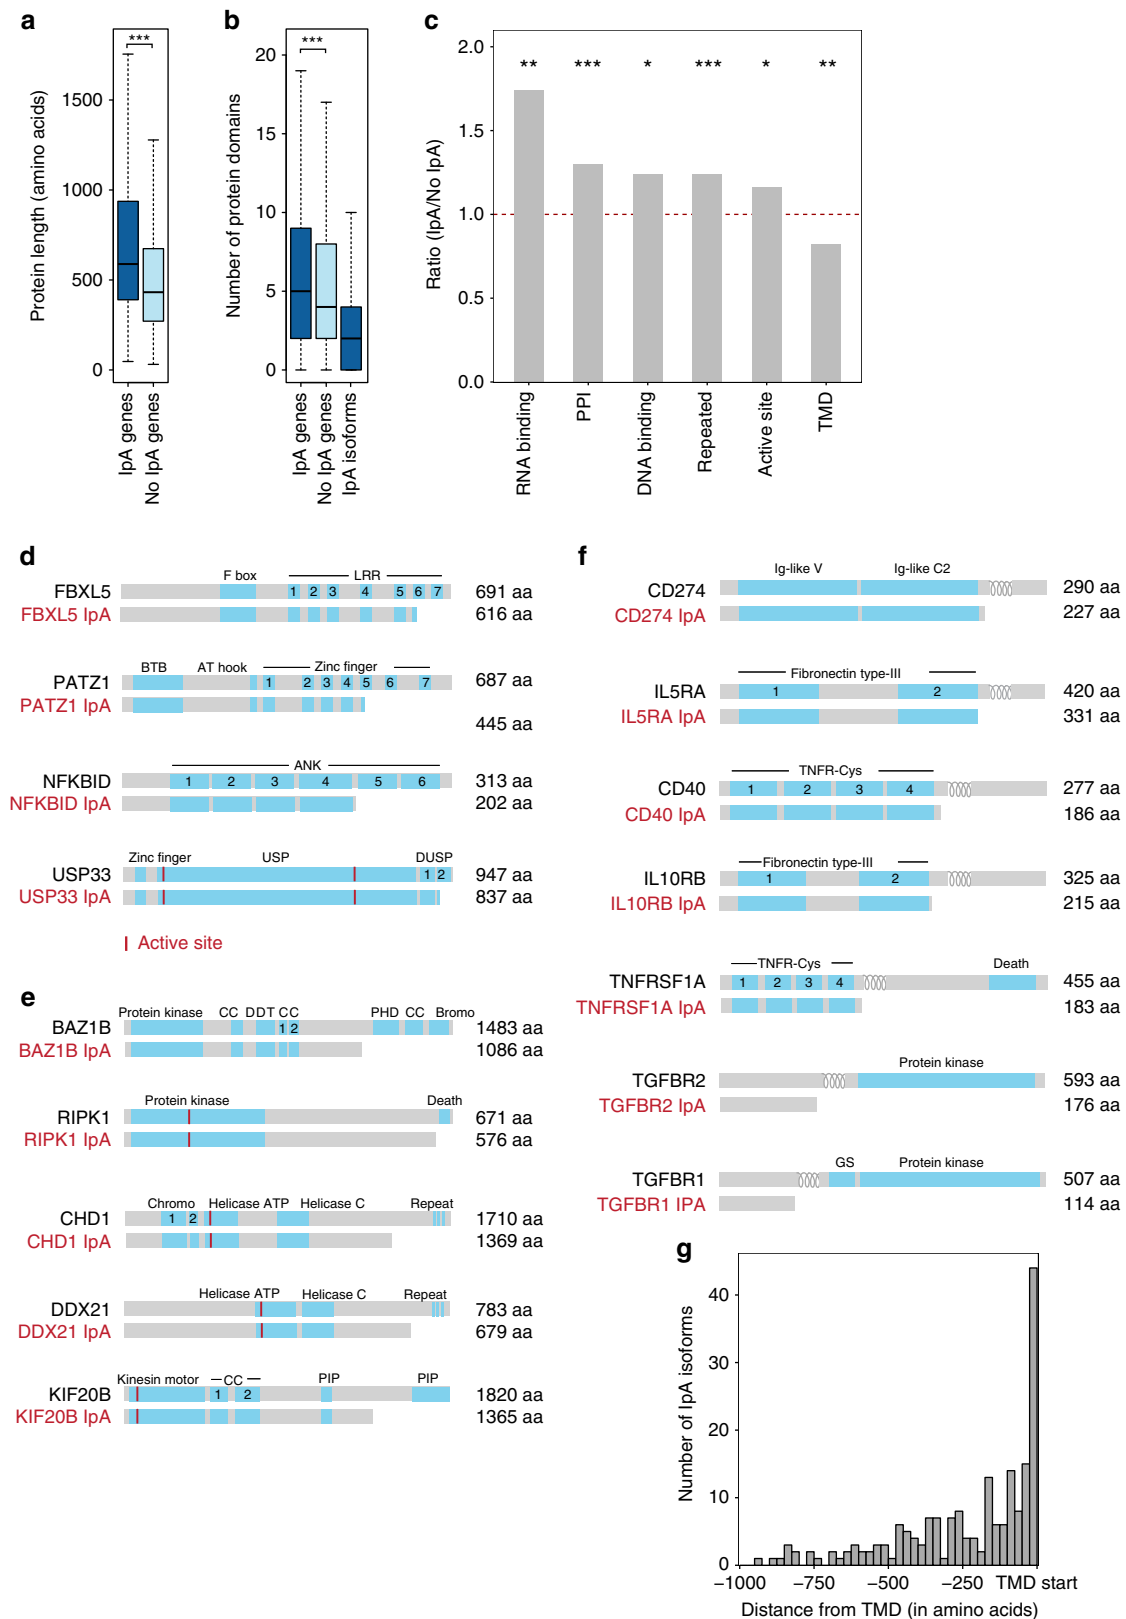 a
***
Protein length (amino acids)
1500
1000
500
0
IpA genes
No IpA genes
b
***
Number of protein domains
20
15
10
5
0
IpA genes
No IpA genes
IpA isoforms
c
Ratio (IpA/No IpA)
2.0
1.5
1.0
0.5
0.0
** *** * *** * **
RNA binding
PPI
DNA binding
Repeated
Active site
TMD
d
F box LRR
FBXL5 1 2 3 4 5 6 7 691 aa
FBXL5 IpA 616 aa
BTB AT hook Zinc finger
PATZ1 1 2 3 4 5 6 7 687 aa
PATZ1 IpA
445 aa
ANK
NFKBID 1 2 3 4 5 6 313 aa
NFKBID IpA 202 aa
Zinc finger USP DUSP
USP33 1 2 947 aa
USP33 IpA 837 aa
Active site
e
Protein kinase CC DDT CC PHD CC Bromo
BAZ1B 1 2 1483 aa
BAZ1B IpA 1086 aa
Protein kinase Death
RIPK1 671 aa
RIPK1 IpA 576 aa
Chromo Helicase ATP Helicase C Repeat
CHD1 1 2 1710 aa
CHD1 IpA 1369 aa
Helicase ATP Helicase C Repeat
DDX21 783 aa
DDX21 IpA 679 aa
Kinesin motor CC PIP PIP
KIF20B 1 2 1820 aa
KIF20B IpA 1365 aa
f
Ig-like V Ig-like C2
CD274 290 aa
CD274 IpA 227 aa
Fibronectin type-III
IL5RA 1 2 420 aa
IL5RA IpA 331 aa
TNFR-Cys
CD40 1 2 3 4 277 aa
CD40 IpA 186 aa
Fibronectin type-III
IL10RB 1 2 325 aa
IL10RB IpA 215 aa
TNFR-Cys Death
TNFRSF1A 1 2 3 4 455 aa
TNFRSF1A IpA 183 aa
Protein kinase
TGFBR2 593 aa
TGFBR2 IpA 176 aa
GS Protein kinase
TGFBR1 507 aa
TGFBR1 IPA 114 aa
g
Number of IpA isoforms
40
30
20
10
0
−1000 −750 −500 −250 TMD start
Distance from TMD (in amino acids)